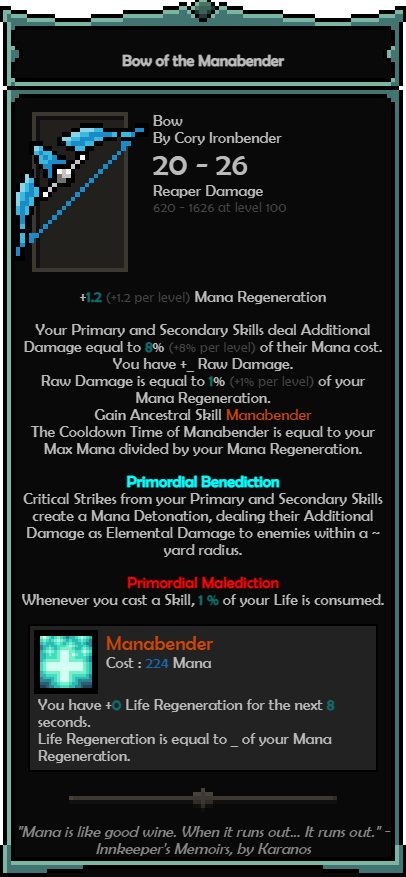 Bow of the Manabender
Bow
By Cory Ironbender
20 - 26
Reaper Damage
620 - 1626 at level 100
+1.2 (+1.2 per level) Mana Regeneration
Your Primary and Secondary Skills deal Additional
Damage equal to 8% (+8% per level) of their Mana cost.
You have +_ Raw Damage.
Raw Damage is equal to 1% (+1% per level) of your
Mana Regeneration.
Gain Ancestral Skill Manabender
The Cooldown Time of Manabender is equal to your
Max Mana divided by your Mana Regeneration.
Primordial Benediction
Critical Strikes from your Primary and Secondary Skills
create a Mana Detonation, dealing their Additional
Damage as Elemental Damage to enemies within a ~
yard radius.
Primordial Malediction
Whenever you cast a Skill, 1 % of your Life is consumed.
Manabender
Cost : 224 Mana
You have +0 Life Regeneration for the next 8
seconds.
Life Regeneration is equal to _ of your Mana
Regeneration.
"Mana is like good wine. When it runs out... It runs out." -
Innkeeper's Memoirs, by Karanos